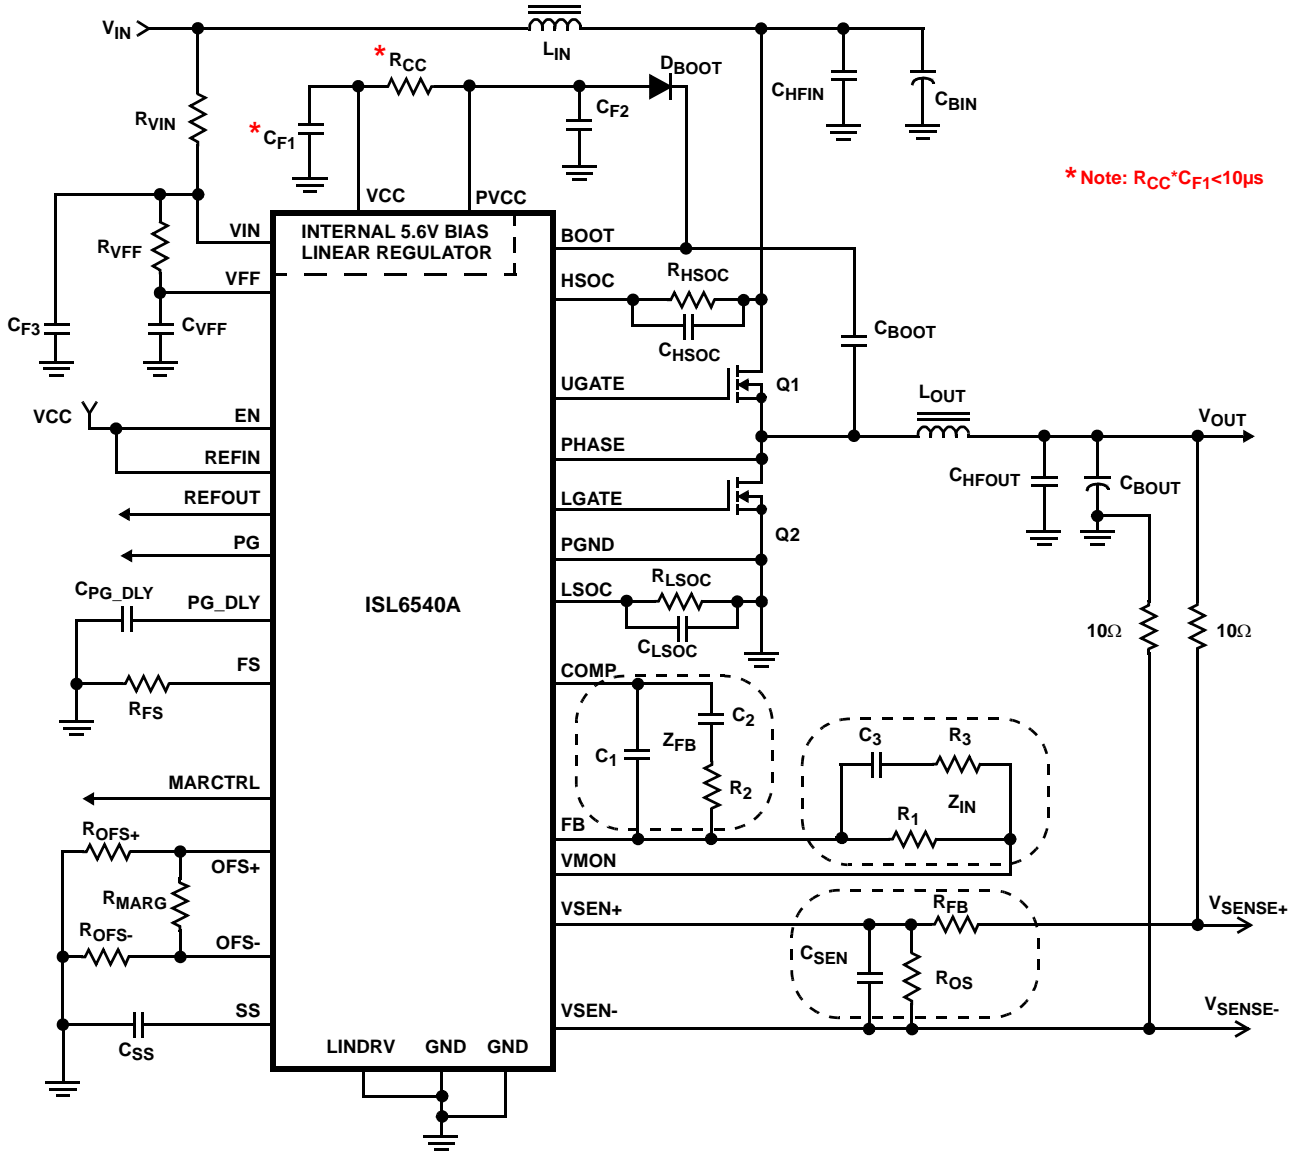 VIN
LIN
* RCC
DBOOT
CHFIN
CBIN
CF2
RVIN
* CF1
* Note: RCC*CF1<10µs
VCC
PVCC
INTERNAL 5.6V BIAS
LINEAR REGULATOR
VIN
BOOT
RVFF
RHSOC
VFF
HSOC
CF3
CVFF
CHSOC
CBOOT
UGATE
Q1
LOUT
VCC
EN
VOUT
PHASE
REFIN
CHFOUT
CBOUT
REFOUT
LGATE
Q2
PG
PGND
CPG_DLY
PG_DLY
ISL6540A
LSOC
RLSOC
CLSOC
10Ω
10Ω
FS
COMP
RFS
C2
C1
ZFB
C3
R3
R2
ZIN
MARCTRL
R1
FB
ROFS+
OFS+
VMON
RMARG
VSEN+
RFB
VSENSE+
ROFS-
OFS-
CSEN
ROS
SS
VSEN-
VSENSE-
CSS
LINDRV
GND
GND